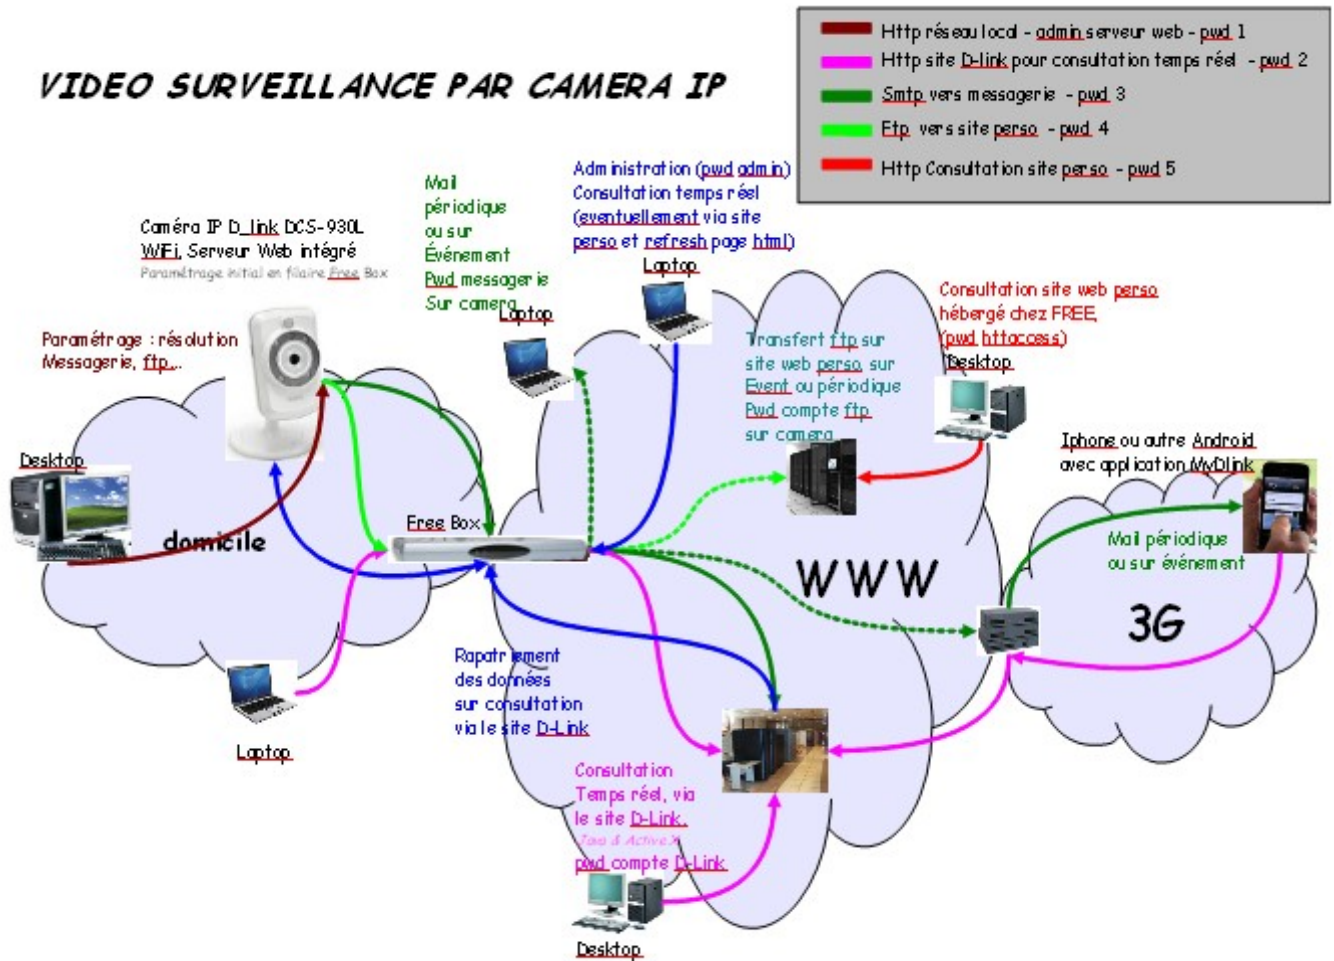 VIDEO SURVEILLANCE PAR CAMERA IP
Http réseau local - admin serveur web - pwd 1
Http site D-link pour consultation temps réel - pwd 2
Smtp vers messagerie - pwd 3
Ftp vers site perso - pwd 4
Http Consultation site perso - pwd 5
Caméra IP D_link DCS-930L
WiFi, Serveur Web intégré
Paramétrage initial en filaire Free Box
Mail
périodique
ou sur
Événement
Pwd messagerie
Sur camera
Administration (pwd admin)
Consultation temps réel
(eventuellement via site
perso et refresh page html)
Laptop
Laptop
Paramétrage : résolution
Messagerie, ftp...
Transfert ftp sur
site web perso, sur
Event ou périodique
Pwd compte ftp
sur camera
Consultation site web perso
hébergé chez FREE,
(pwd httaccess)
Desktop
Iphone ou autre Android
avec application MyDlink
Desktop
domicile
Free Box
WWW
Mail périodique
ou sur événement
3G
Rapatriement
des données
sur consultation
via le site D-Link
Laptop
Consultation
Temps réel, via
le site D-Link.
Java & ActiveX
pwd compte D-Link
Desktop